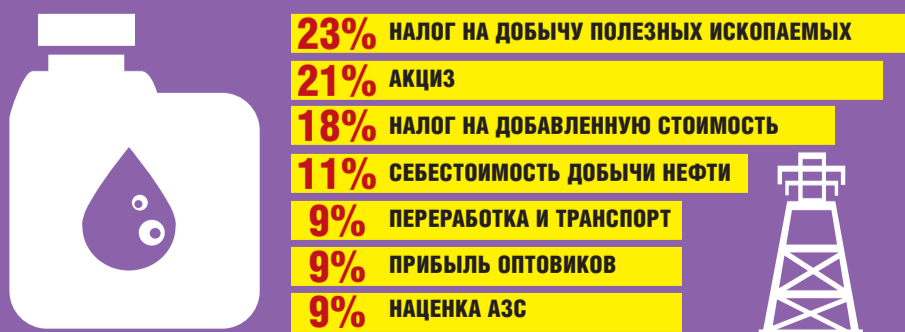 23% НАЛОГ НА ДОБЫЧУ ПОЛЕЗНЫХ ИСКОПАЕМЫХ
21% АКЦИЗ
18% НАЛОГ НА ДОБАВЛЕННУЮ СТОИМОСТЬ
11% СЕБЕСТОИМОСТЬ ДОБЫЧИ НЕФТИ
9% ПЕРЕРАБОТКА И ТРАНСПОРТ
9% ПРИБЫЛЬ ОПТОВИКОВ
9% НАЦЕНКА АЗС